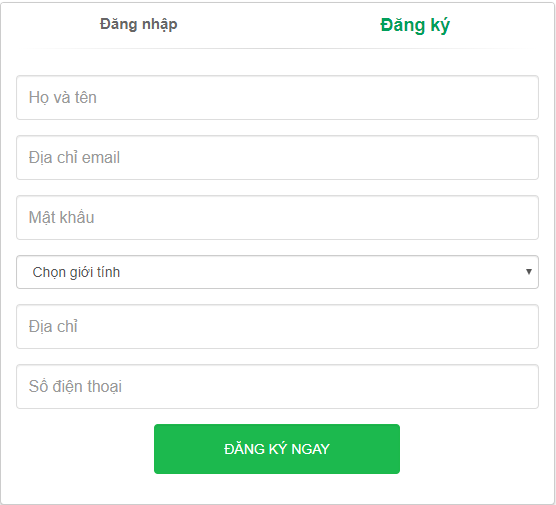 Đăng nhập
Đăng ký
Họ và tên
Địa chỉ email
Mật khẩu
Chọn giới tính
Địa chỉ
Số điện thoại
ĐĂNG KÝ NGAY